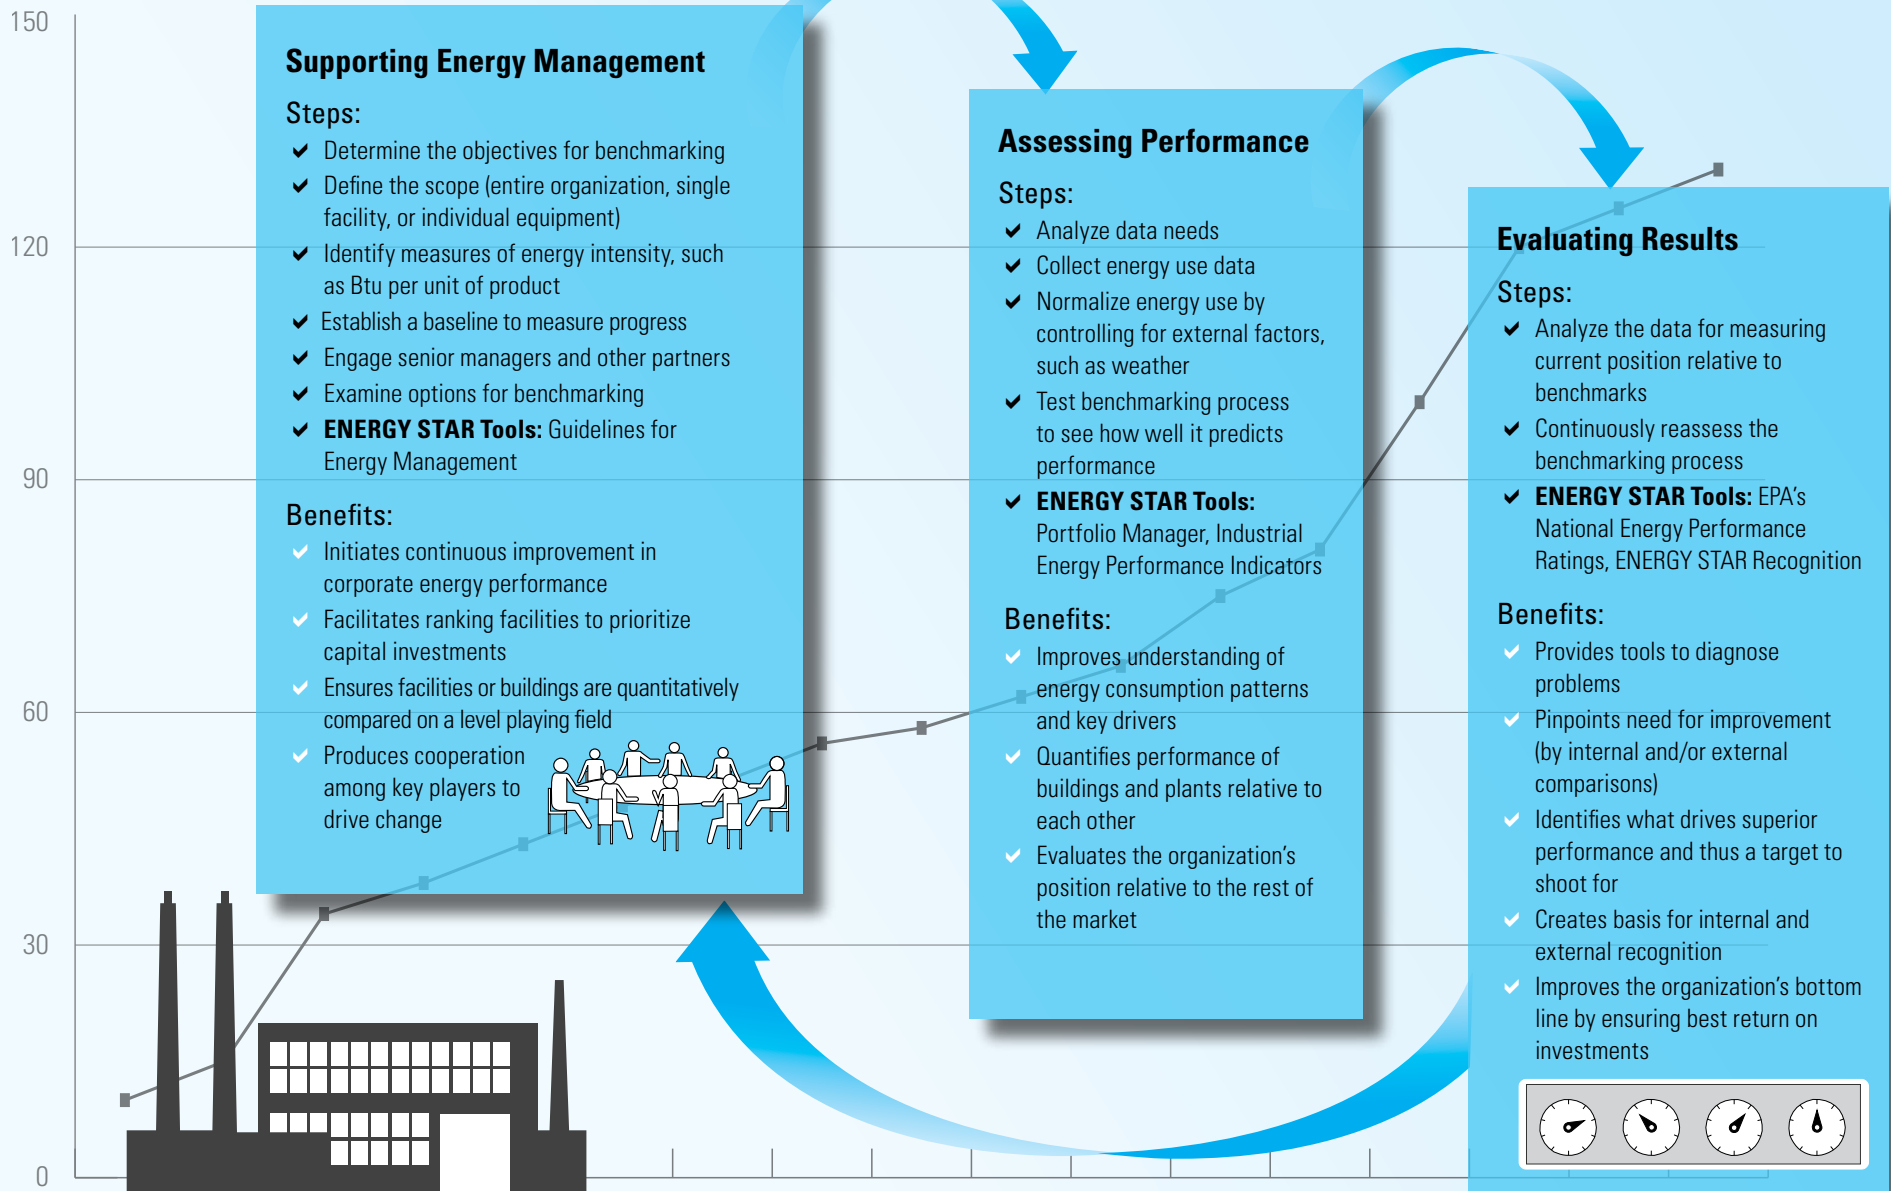 150
120
90
60
30
0
Supporting Energy Management
Steps:
Determine the objectives for benchmarking
Define the scope (entire organization, single
facility, or individual equipment)
Identify measures of energy intensity, such
as Btu per unit of product
Establish a baseline to measure progress
Engage senior managers and other partners
Examine options for benchmarking
ENERGY STAR Tools: Guidelines for
Energy Management
Benefits:
Initiates continuous improvement in
corporate energy performance
Facilitates ranking facilities to prioritize
capital investments
Ensures facilities or buildings are quantitatively
compared on a level playing field
Produces cooperation
among key players to
drive change
Assessing Performance
Steps:
Analyze data needs
Collect energy use data
Normalize energy use by
controlling for external factors,
such as weather
Test benchmarking process
to see how well it predicts
performance
ENERGY STAR Tools:
Portfolio Manager, Industrial
Energy Performance Indicators
Benefits:
Improves understanding of
energy consumption patterns
and key drivers
Quantifies performance of
buildings and plants relative to
each other
Evaluates the organization's
position relative to the rest of
the market
Evaluating Results
Steps:
Analyze the data for measuring
current position relative to
benchmarks
Continuously reassess the
benchmarking process
ENERGY STAR Tools: EPA's
National Energy Performance
Ratings, ENERGY STAR Recognition
Benefits:
Provides tools to diagnose
problems
Pinpoints need for improvement
(by internal and/or external
comparisons)
Identifies what drives superior
performance and thus a target to
shoot for
Creates basis for internal and
external recognition
Improves the organization's bottom
line by ensuring best return on
investments